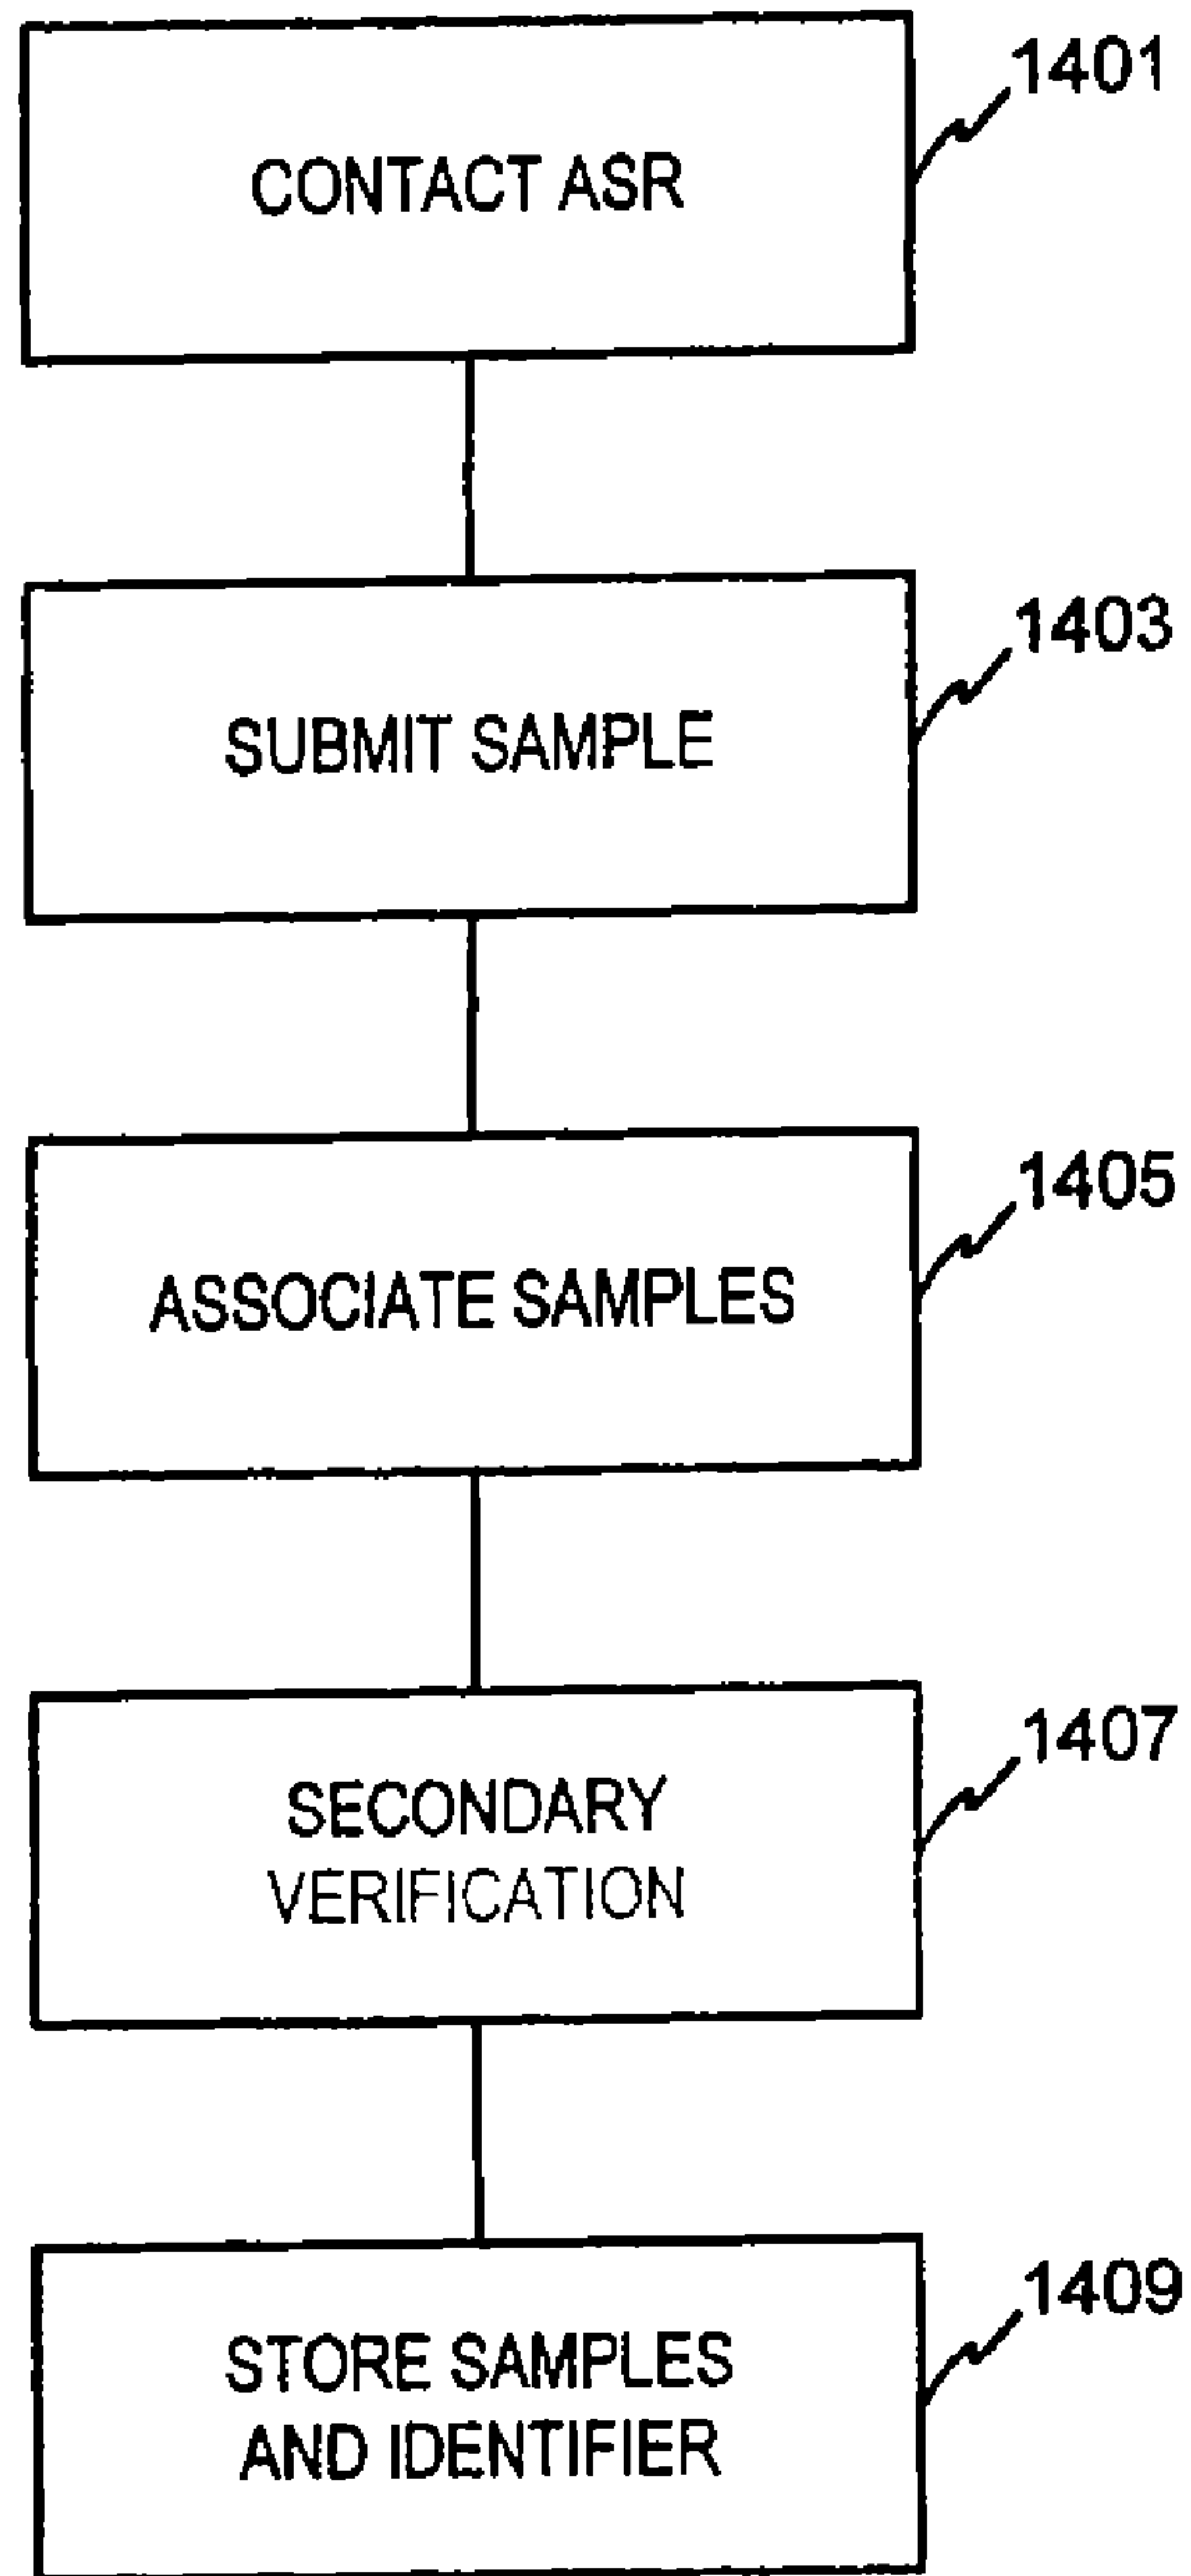 CONTACT ASR
1401
SUBMIT SAMPLE
1403
ASSOCIATE SAMPLES
1405
SECONDARY
VERIFICATION
1407
STORE SAMPLES
AND IDENTIFIER
1409